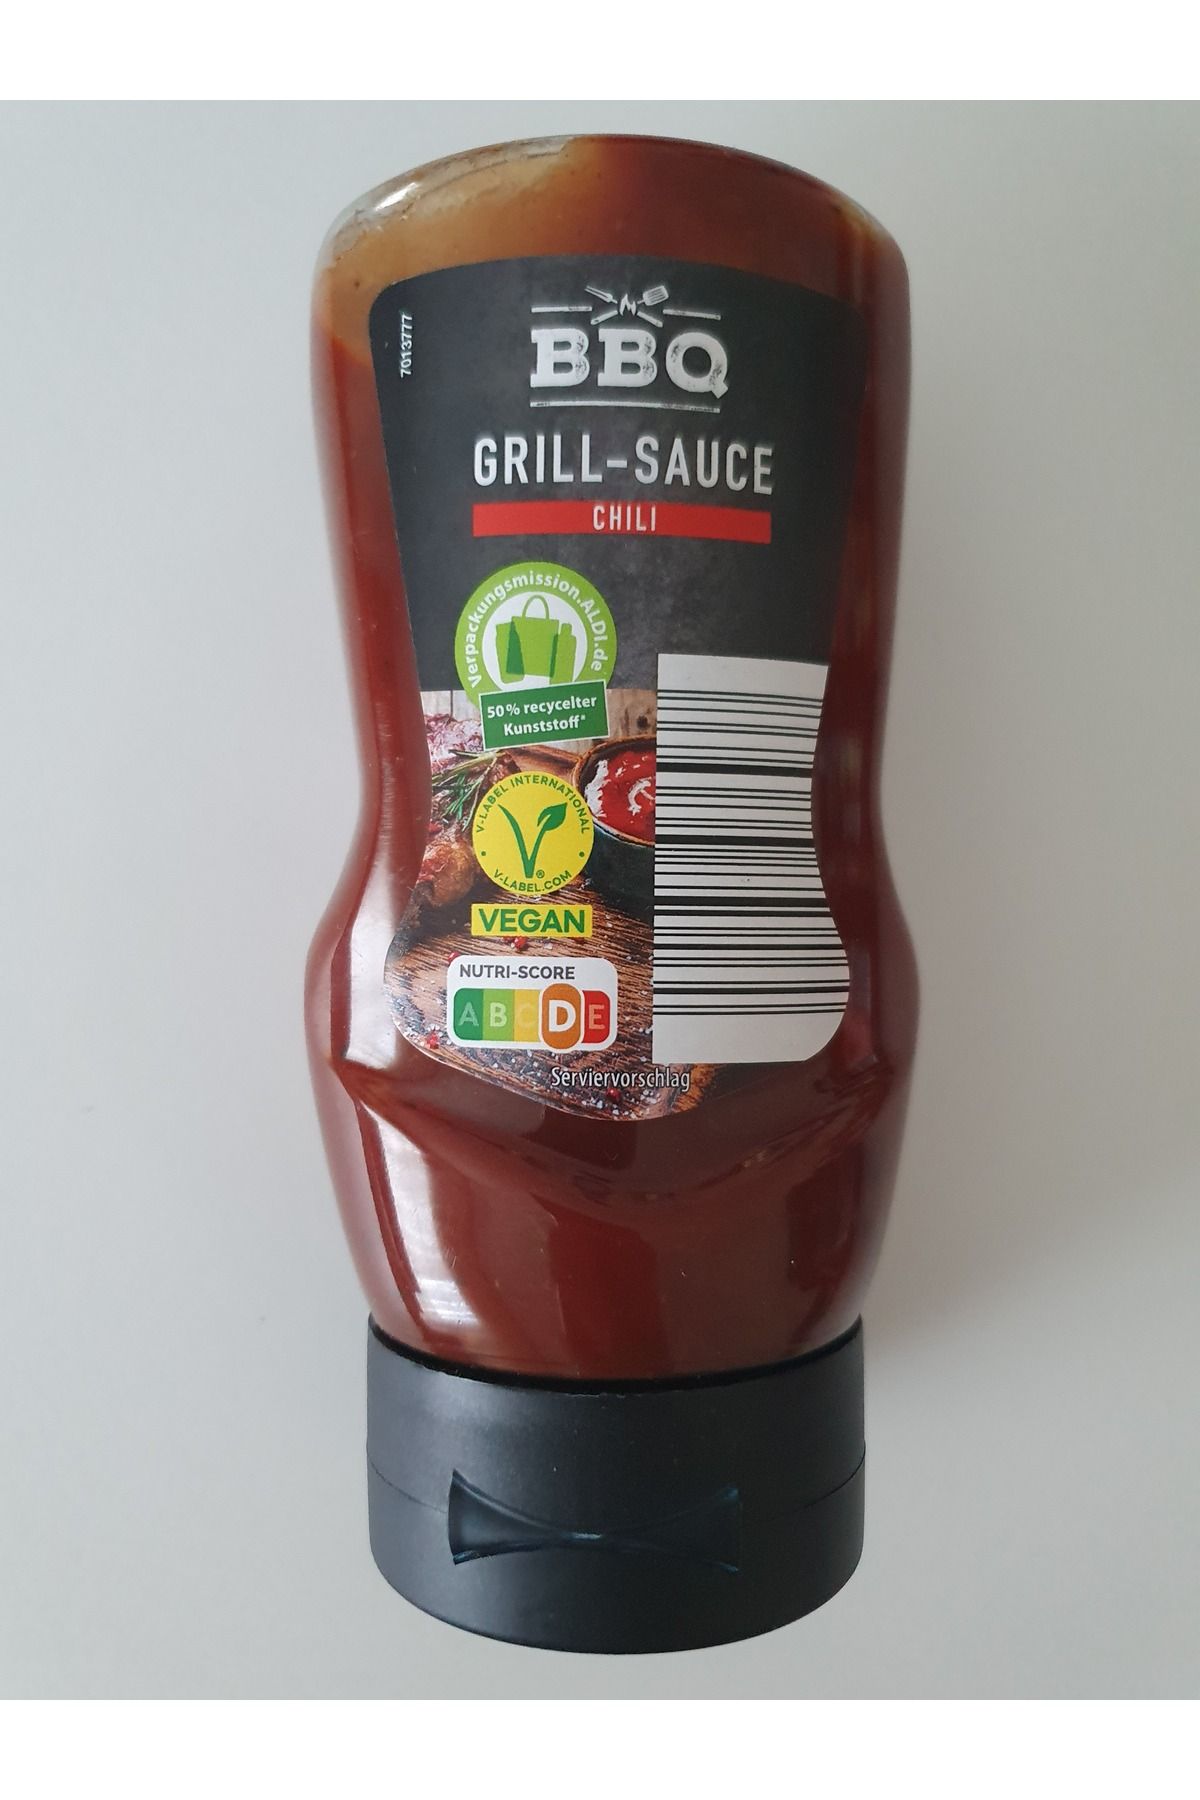 7013777
BBQ
GRILL-SAUCE
CHILI
Verpackungsmission.ALDI.de
50% recycelter
Kunststoff*
V-LABEL INTERNATIONAL
V-LABEL.COM
®
VEGAN
NUTRI-SCORE
A B C D E
Serviervorschlag